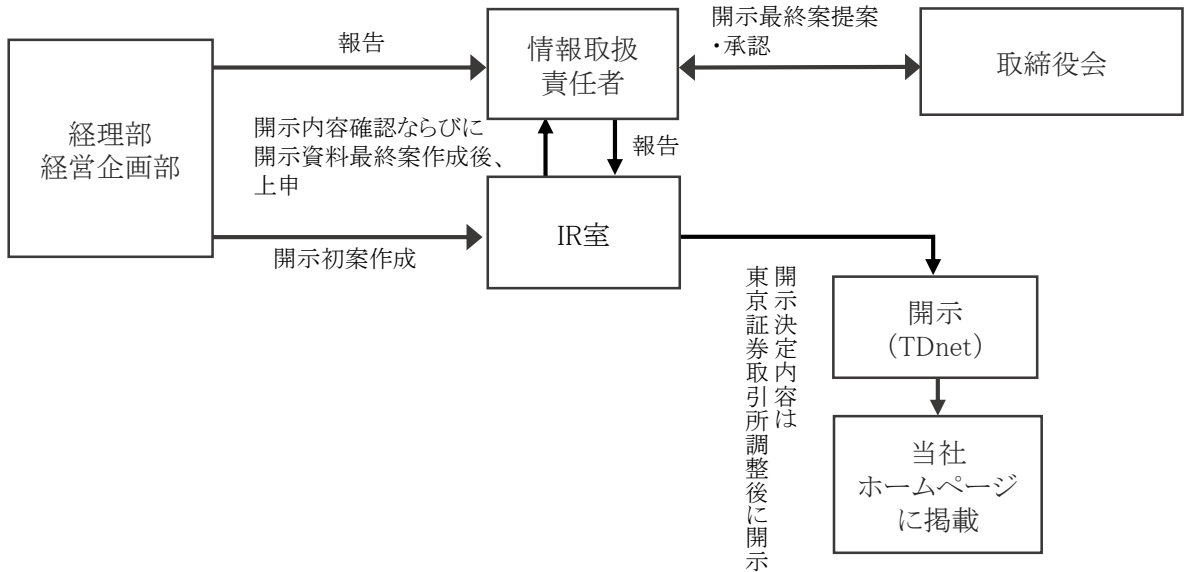 経理部
経営企画部
報告
情報取扱
責任者
開示最終案提案
・承認
取締役会
開示内容確認ならびに
開示資料最終案作成後、
上申
報告
開示初案作成
IR室
開示決定内容は
東京証券取引所調整後に開示
開示
（TDnet）
当社
ホームページ
に掲載